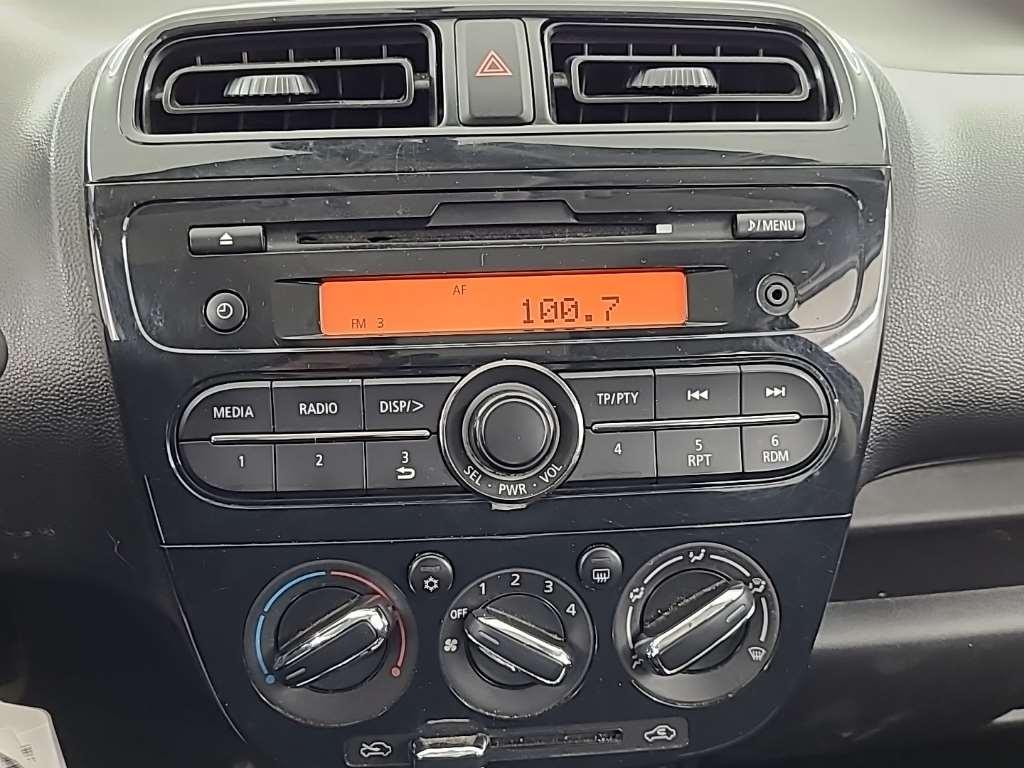 ♪/MENU
AF
FM 3 100.7
MEDIA RADIO DISP/> TP/PTY
1 2 3 4 5 6
RPT RDM
SEL · PWR · VOL
OFF 1 2 3 4